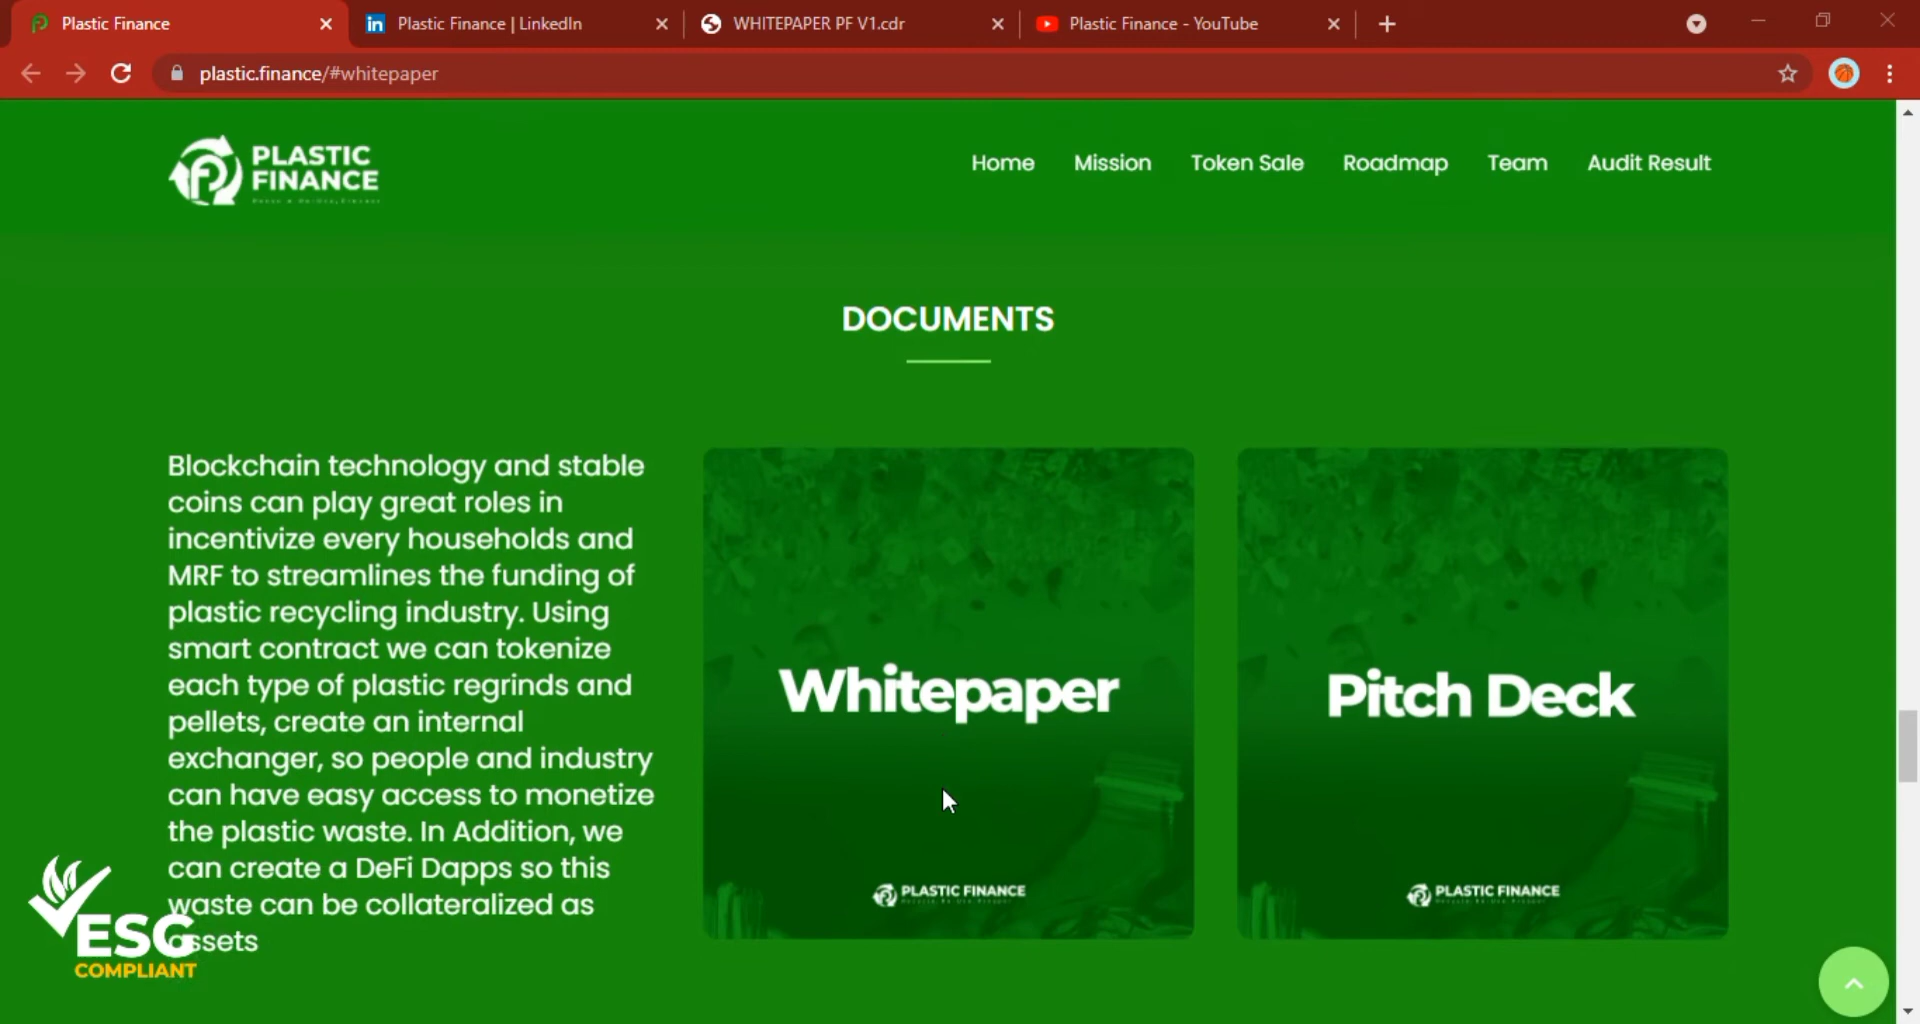 Plastic Finance
Plastic Finance | LinkedIn
WHITEPAPER PF V1.cdr
Plastic Finance - YouTube
plastic.finance/#whitepaper
PLASTIC
FINANCE
Home
Mission
Token Sale
Roadmap
Team
Audit Result
DOCUMENTS
Blockchain technology and stable
coins can play great roles in
incentivize every households and
MRF to streamlines the funding of
plastic recycling industry. Using
smart contract we can tokenize
each type of plastic regrinds and
pellets, create an internal
exchanger, so people and industry
can have easy access to monetize
the plastic waste. In Addition, we
can create a DeFi Dapps so this
waste can be collateralized as
assets
Whitepaper
PLASTIC FINANCE
Pitch Deck
PLASTIC FINANCE
ESG
COMPLIANT